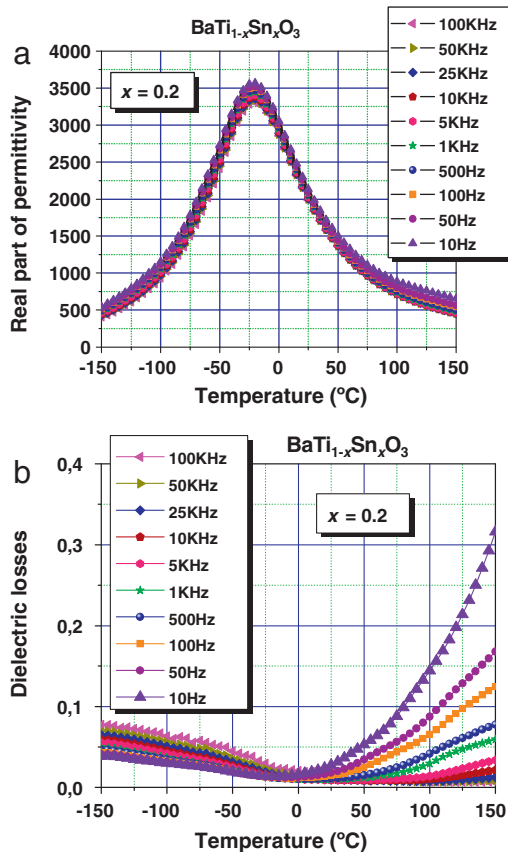 a
BaTi1-xSnxO3
x = 0.2
Real part of permittivity
4000
3500
3000
2500
2000
1500
1000
500
0
-150 -100 -50 0 50 100 150
Temperature (ºC)
100KHz
50KHz
25KHz
10KHz
5KHz
1KHz
500Hz
100Hz
50Hz
10Hz
b
BaTi1-xSnxO3
x = 0.2
Dielectric losses
0,4
0,3
0,2
0,1
0,0
-150 -100 -50 0 50 100 150
Temperature (ºC)
100KHz
50KHz
25KHz
10KHz
5KHz
1KHz
500Hz
100Hz
50Hz
10Hz